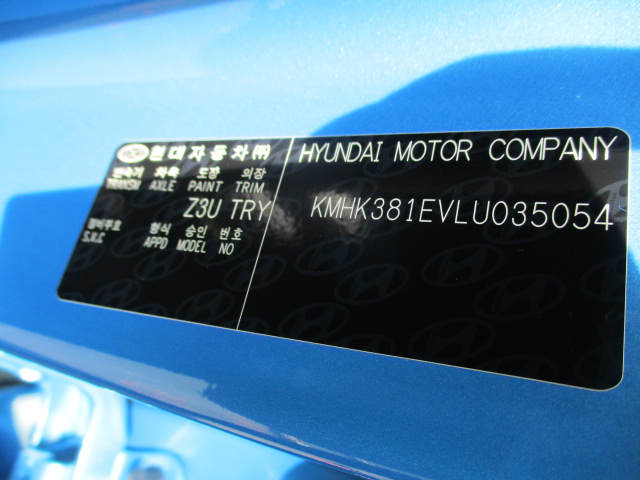 현대자동차㈜
변속기 차축 도장 의장
TRANSM AXLE PAINT TRIM
Z3U TRY
정비부호 형식 승인 번호
S.V.C APPD MODEL NO
HYUNDAI MOTOR COMPANY
KMHK381EVLU035054